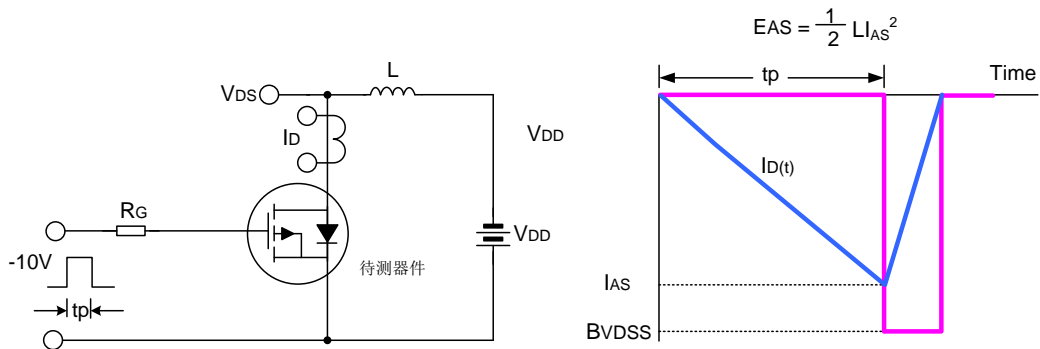 VDS
L
ID
VDD
RG
-10V
tp
VDD
待测器件
EAS = 1/2 LIAS²
tp
Time
ID(t)
IAS
BVDSS